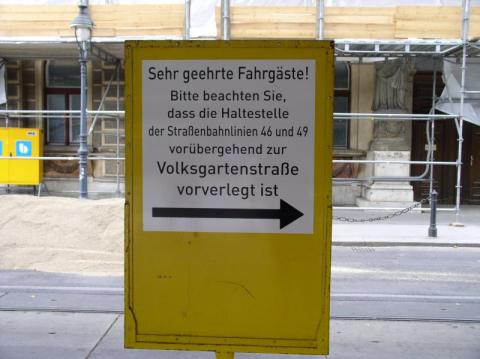 Sehr geehrte Fahrgäste!
Bitte beachten Sie,
dass die Haltestelle
der Straßenbahnlinien 46 und 49
vorübergehend zur
Volksgartenstraße
vorverlegt ist
b